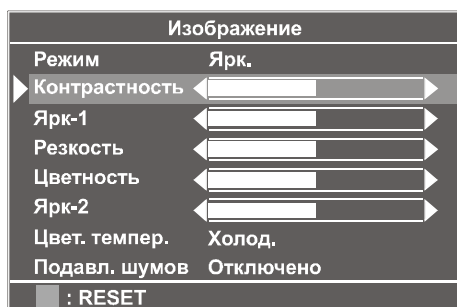 Изображение
Режим Ярк.
Контрастность
Ярк-1
Резкость
Цветность
Ярк-2
Цвет. темпер. Холод.
Подавл. шумов Отключено
: RESET